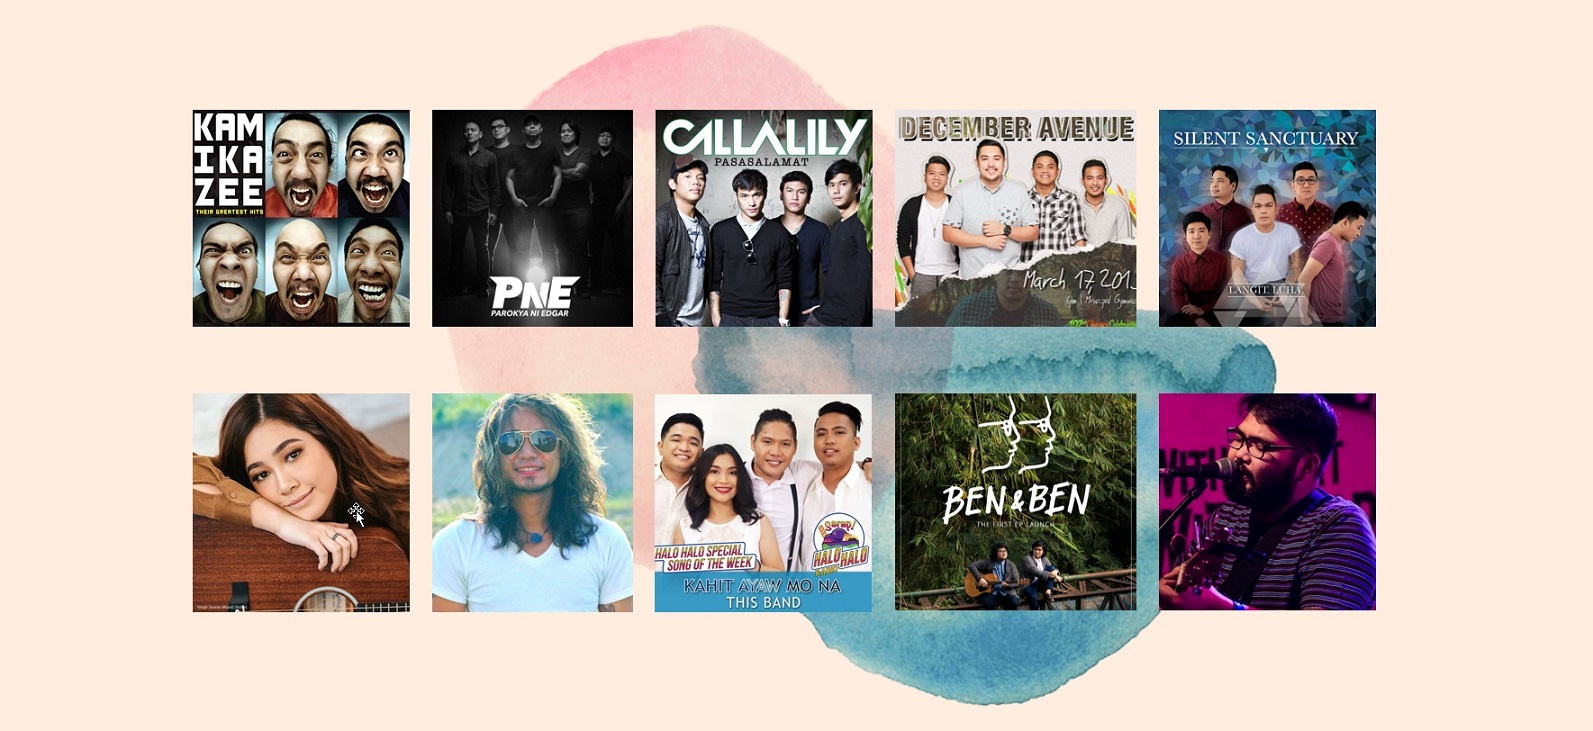 KAM
IKA
ZEE
THEIR GREATEST HITS
PNE
PAROKYA NI EDGAR
CALLALILY
PASASALAMAT
DECEMBER AVENUE
March 17, 201
SILENT SANCTUARY
LANGIT. LUHA.
HALO HALO SPECIAL
SONG OF THE WEEK
Sarap!
HALO HALO
KAHIT AYAW MO NA
THIS BAND
BEN & BEN
THE FIRST EP LAUNCH